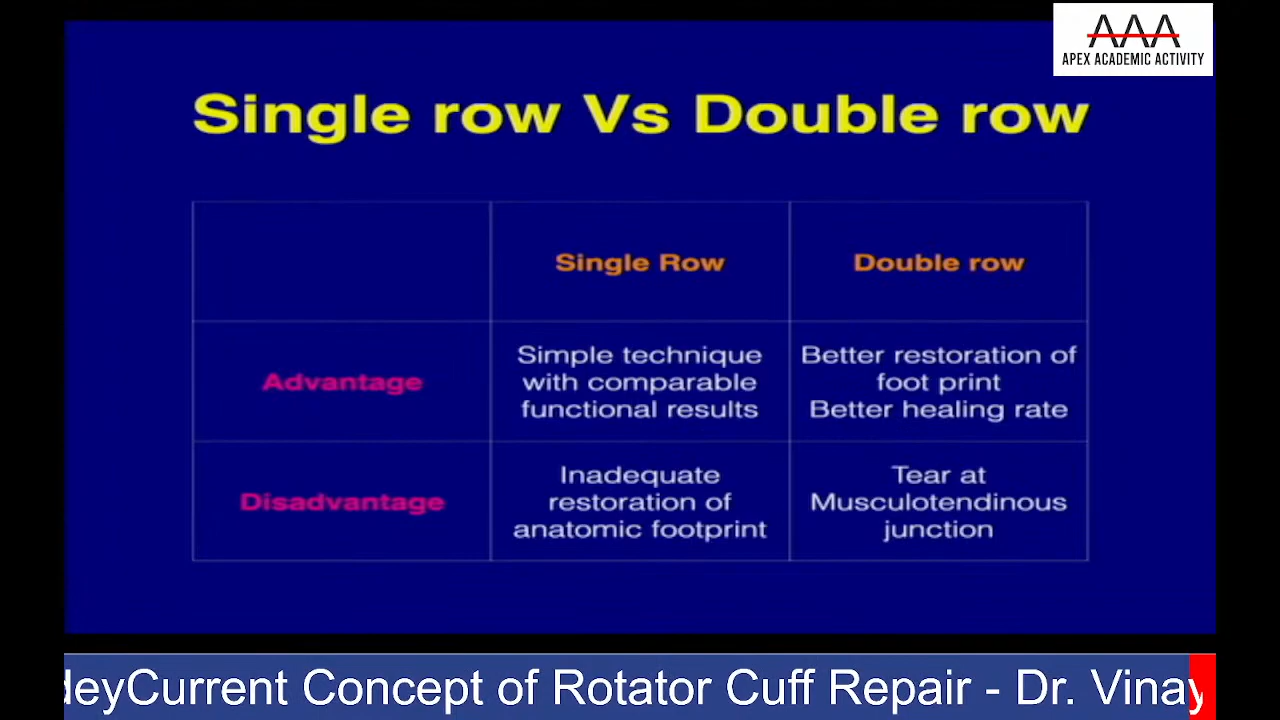 AAA
APEX ACADEMIC ACTIVITY
Single row Vs Double row
Single Row
Double row
Advantage
Simple technique
with comparable
functional results
Better restoration of
foot print
Better healing rate
Disadvantage
Inadequate
restoration of
anatomic footprint
Tear at
Musculotendinous
junction
deyCurrent Concept of Rotator Cuff Repair - Dr. Vinay